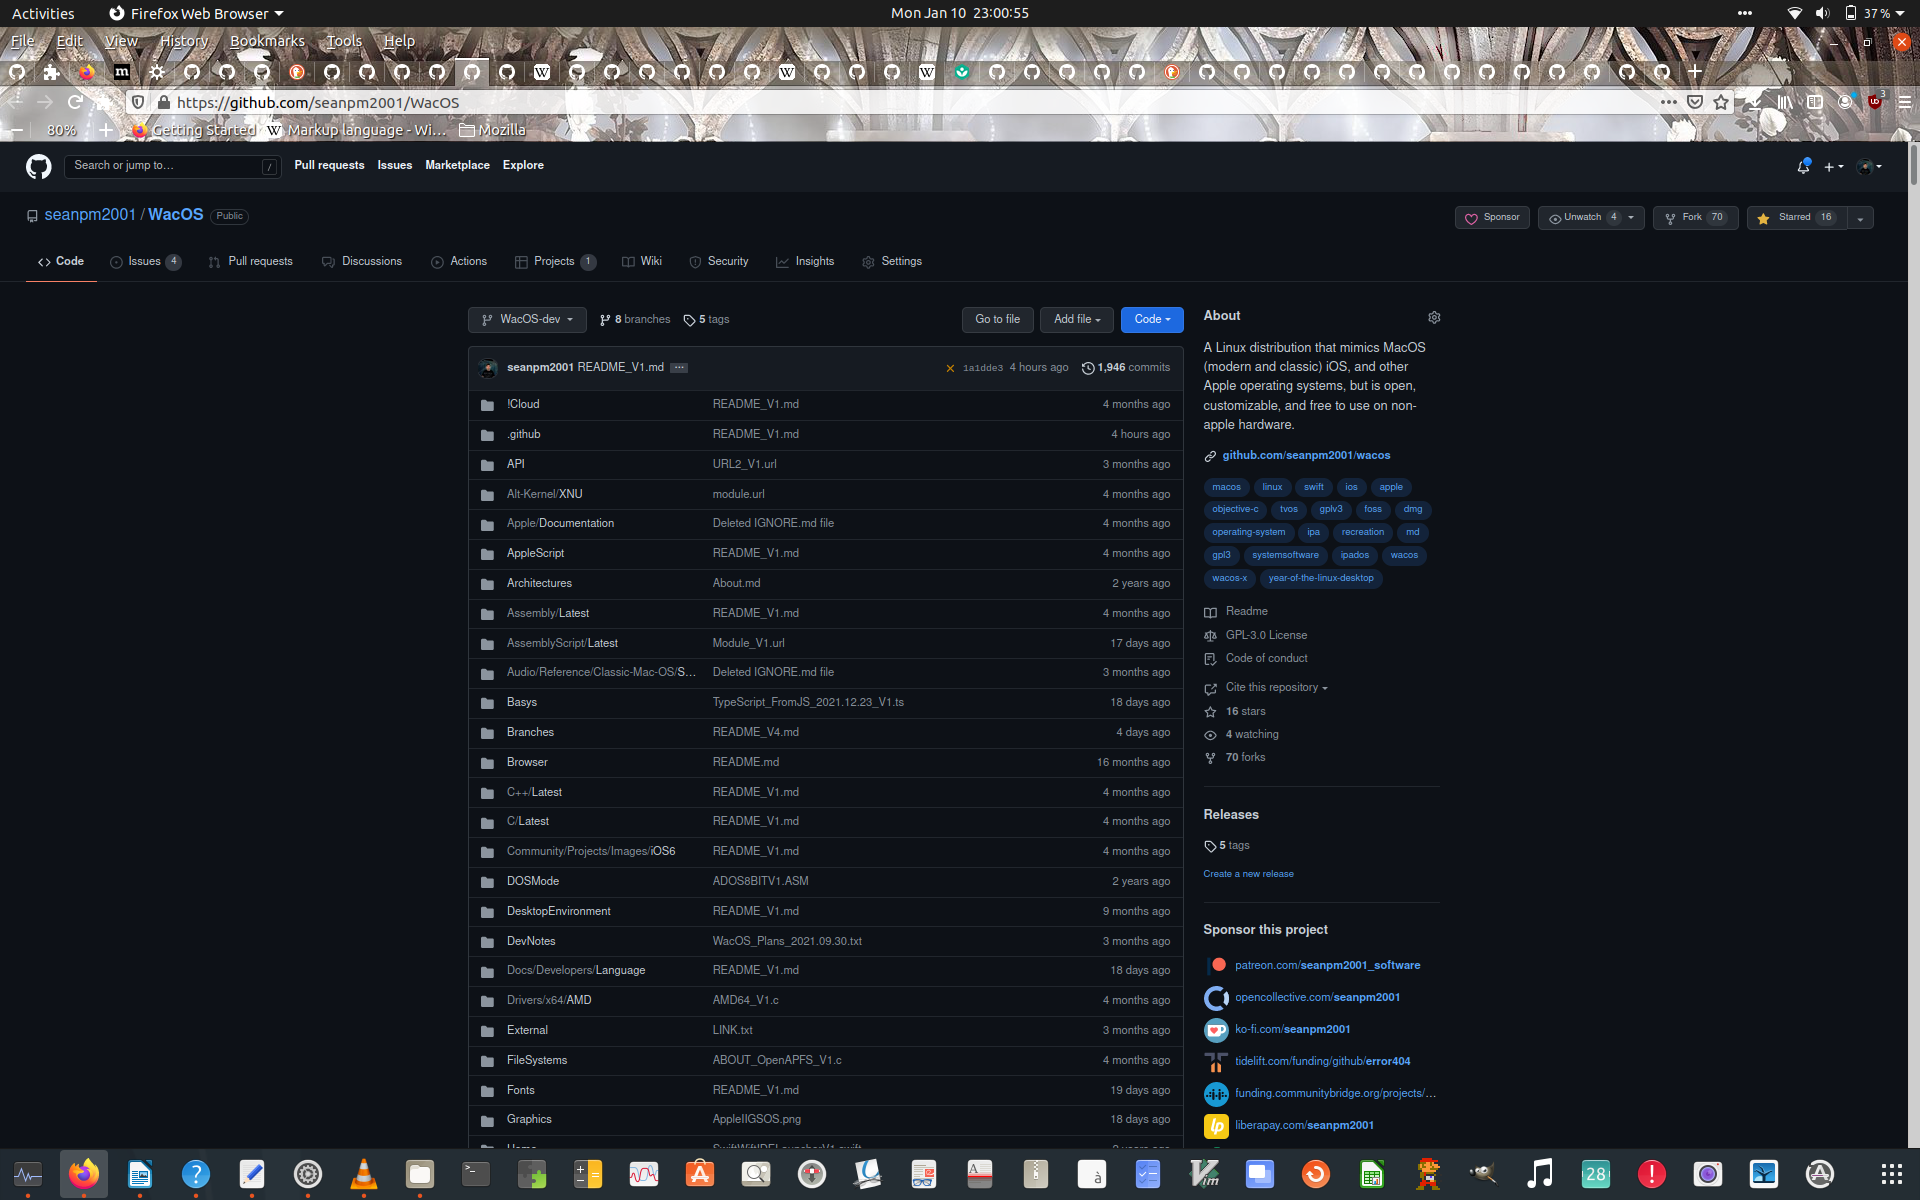 Activities
Firefox Web Browser
Mon Jan 10 23:00:55
37 %
File Edit View History Bookmarks Tools Help
https://github.com/seanpm2001/WacOS
80%
Getting Started
Markup language - Wi…
Mozilla
Search or jump to…
/
Pull requests
Issues
Marketplace
Explore
seanpm2001 / WacOS
Public
Sponsor
Unwatch 4
Fork 70
Starred 16
Code
Issues 4
Pull requests
Discussions
Actions
Projects 1
Wiki
Security
Insights
Settings
WacOS-dev
8 branches
5 tags
Go to file
Add file
Code
seanpm2001 README_V1.md
1a1dde3 4 hours ago
1,946 commits
!Cloud README_V1.md 4 months ago
.github README_V1.md 4 hours ago
API URL2_V1.url 3 months ago
Alt-Kernel/XNU module.url 4 months ago
Apple/Documentation Deleted IGNORE.md file 4 months ago
AppleScript README_V1.md 4 months ago
Architectures About.md 2 years ago
Assembly/Latest README_V1.md 4 months ago
AssemblyScript/Latest Module_V1.url 17 days ago
Audio/Reference/Classic-Mac-OS/S… Deleted IGNORE.md file 3 months ago
Basys TypeScript_FromJS_2021.12.23_V1.ts 18 days ago
Branches README_V4.md 4 days ago
Browser README.md 16 months ago
C++/Latest README_V1.md 4 months ago
C/Latest README_V1.md 4 months ago
Community/Projects/Images/iOS6 README_V1.md 4 months ago
DOSMode ADOS8BITV1.ASM 2 years ago
DesktopEnvironment README_V1.md 9 months ago
DevNotes WacOS_Plans_2021.09.30.txt 3 months ago
Docs/Developers/Language README_V1.md 18 days ago
Drivers/x64/AMD AMD64_V1.c 4 months ago
External LINK.txt 3 months ago
FileSystems ABOUT_OpenAPFS_V1.c 4 months ago
Fonts README_V1.md 19 days ago
Graphics AppleIIGSOS.png 18 days ago
About
A Linux distribution that mimics MacOS
(modern and classic) iOS, and other
Apple operating systems, but is open,
customizable, and free to use on non-
apple hardware.
github.com/seanpm2001/wacos
macos linux swift ios apple
objective-c tvos gplv3 foss dmg
operating-system ipa recreation md
gpl3 systemsoftware ipados wacos
wacos-x year-of-the-linux-desktop
Readme
GPL-3.0 License
Code of conduct
Cite this repository
16 stars
4 watching
70 forks
Releases
5 tags
Create a new release
Sponsor this project
patreon.com/seanpm2001_software
opencollective.com/seanpm2001
ko-fi.com/seanpm2001
tidelift.com/funding/github/error404
funding.communitybridge.org/projects/…
liberapay.com/seanpm2001
28